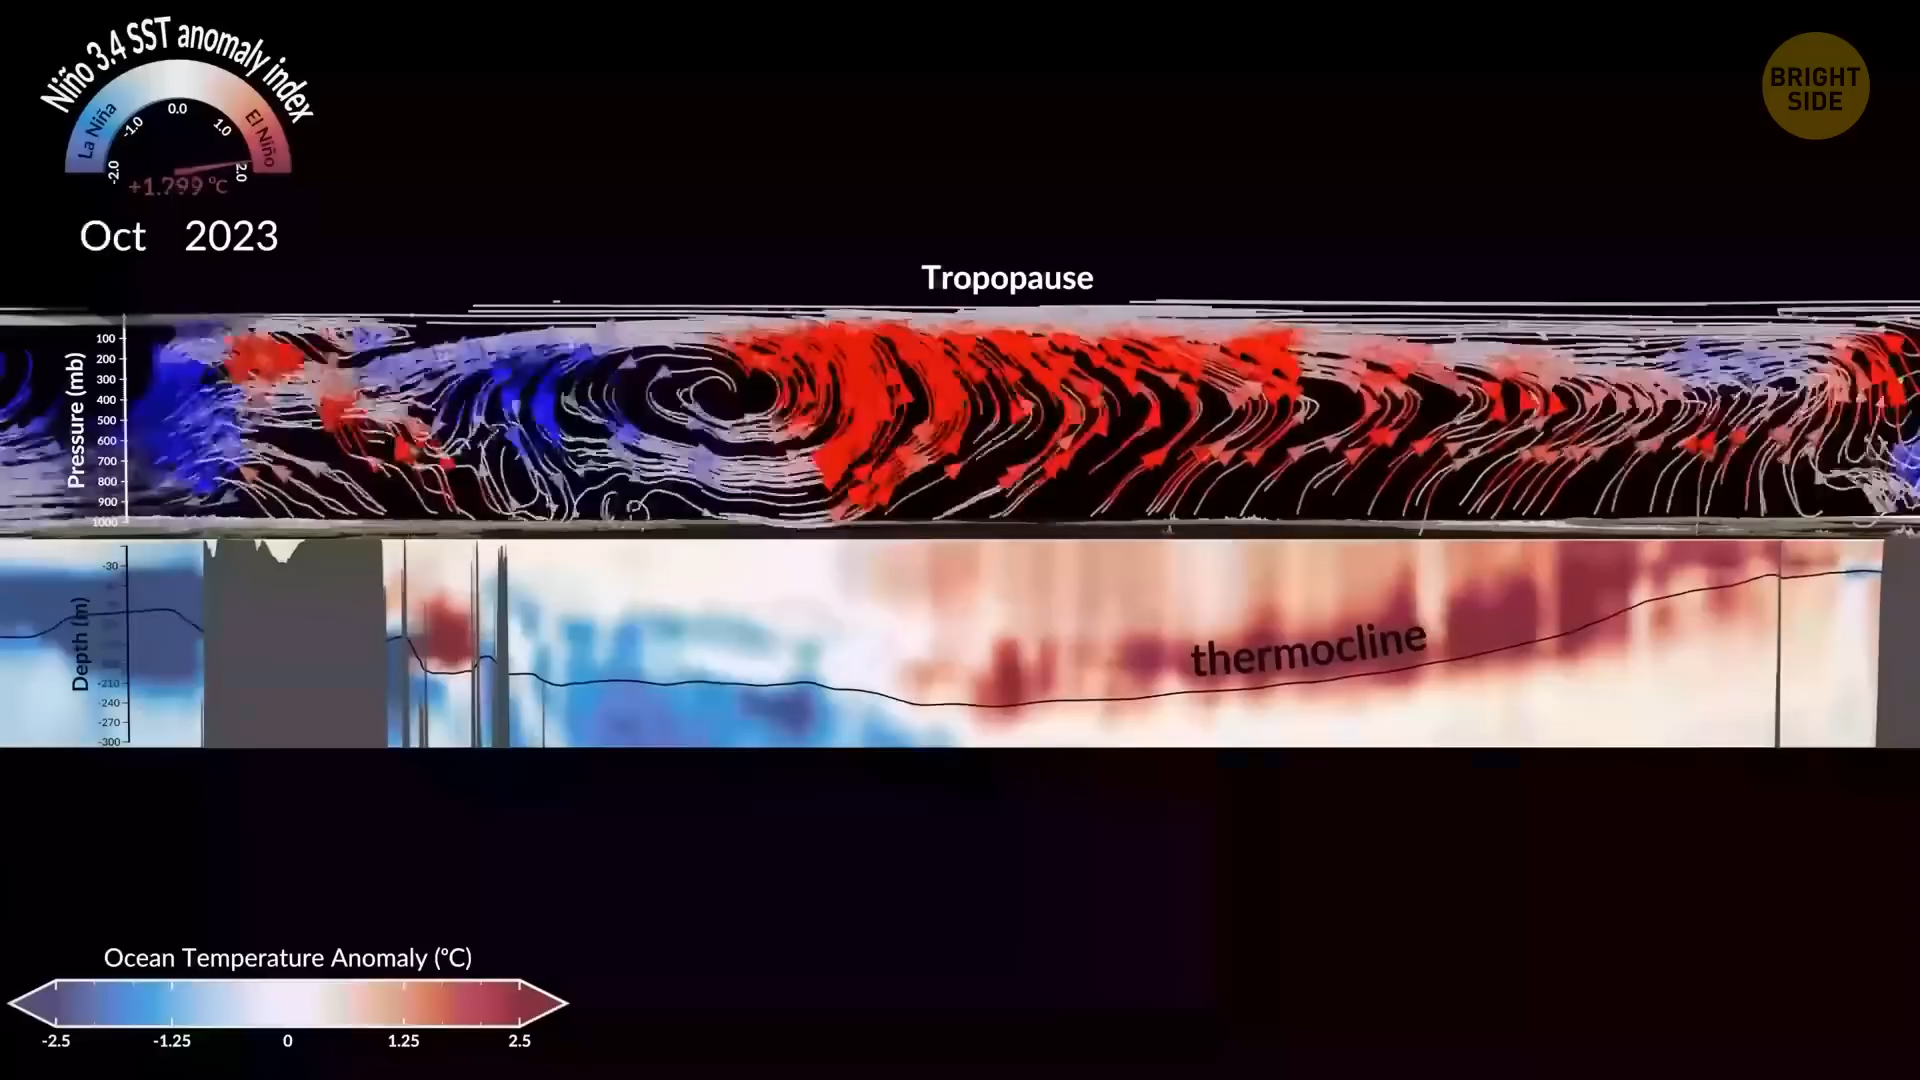 Niño 3.4 SST anomaly index
La Niña
El Niño
-2.0
-1.0
0.0
1.0
2.0
+1.799 °C
Oct 2023
BRIGHT
SIDE
Tropopause
Pressure (mb)
100
200
300
400
500
600
700
800
900
1000
Depth (m)
-30
-210
-240
-270
-300
thermocline
Ocean Temperature Anomaly (°C)
-2.5
-1.25
0
1.25
2.5